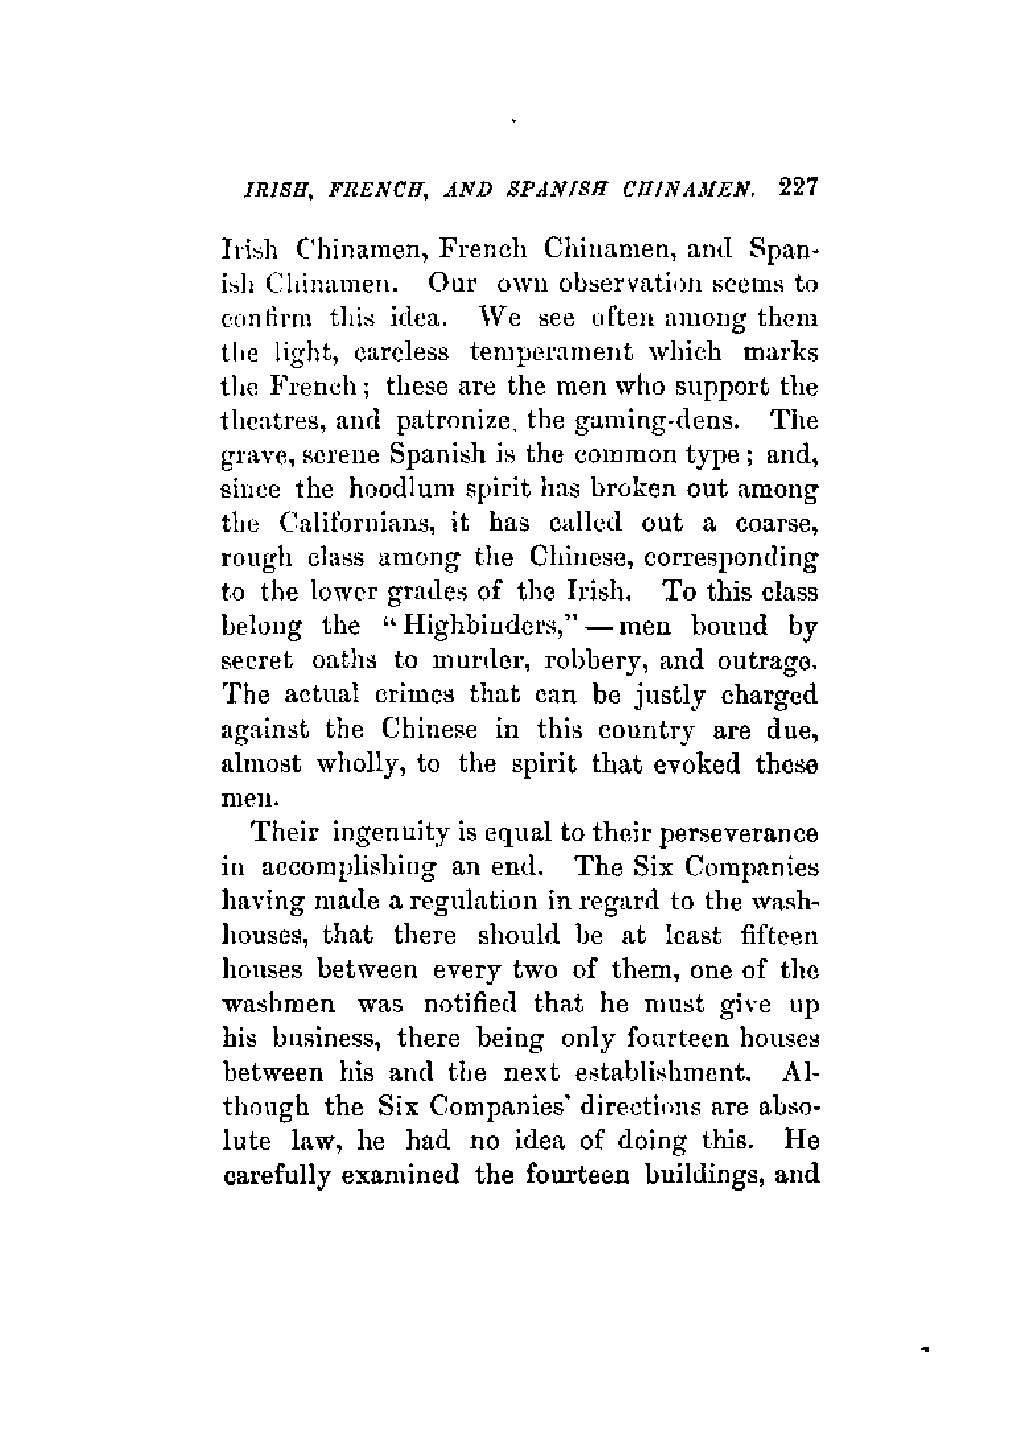 IRISH, FRENCH, AND SPANISH CHINAMEN. 227
Irish Chinamen, French Chinamen, and Span-
ish Chinamen. Our own observation seems to
confirm this idea. We see often among them
the light, careless temperament which marks
the French; these are the men who support the
theatres, and patronize, the gaming-dens. The
grave, serene Spanish is the common type; and,
since the hoodlum spirit has broken out among
the Californians, it has called out a coarse,
rough class among the Chinese, corresponding
to the lower grades of the Irish. To this class
belong the "Highbinders," — men bound by
secret oaths to murder, robbery, and outrage.
The actual crimes that can be justly charged
against the Chinese in this country are due,
almost wholly, to the spirit that evoked these
men.
Their ingenuity is equal to their perseverance
in accomplishing an end. The Six Companies
having made a regulation in regard to the wash-
houses, that there should be at least fifteen
houses between every two of them, one of the
washmen was notified that he must give up
his business, there being only fourteen houses
between his and the next establishment. Al-
though the Six Companies' directions are abso-
lute law, he had no idea of doing this. He
carefully examined the fourteen buildings, and